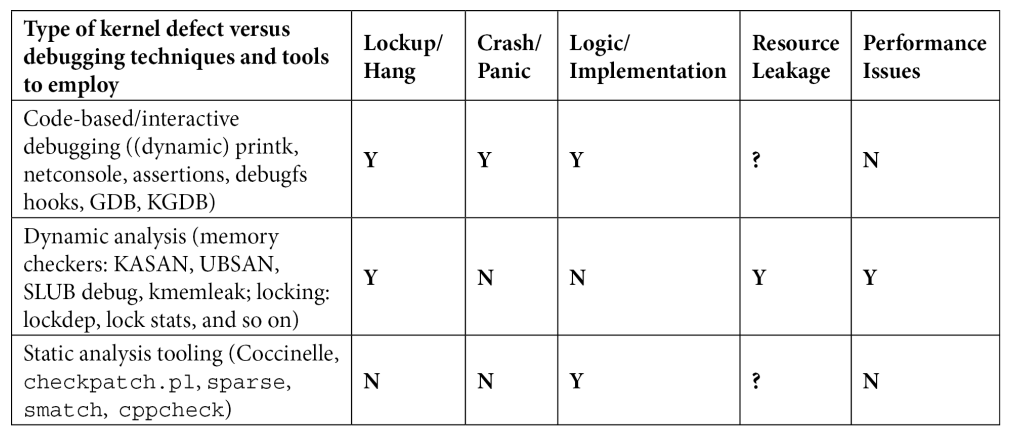 Type of kernel defect versus
debugging techniques and tools
to employ
Lockup/
Hang
Crash/
Panic
Logic/
Implementation
Resource
Leakage
Performance
Issues
Code-based/interactive
debugging ((dynamic) printk,
netconsole, assertions, debugfs
hooks, GDB, KGDB)
Y
Y
Y
?
N
Dynamic analysis (memory
checkers: KASAN, UBSAN,
SLUB debug, kmemleak; locking:
lockdep, lock stats, and so on)
Y
N
N
Y
Y
Static analysis tooling (Coccinelle,
checkpatch.pl, sparse,
smatch, cppcheck)
N
N
Y
?
N